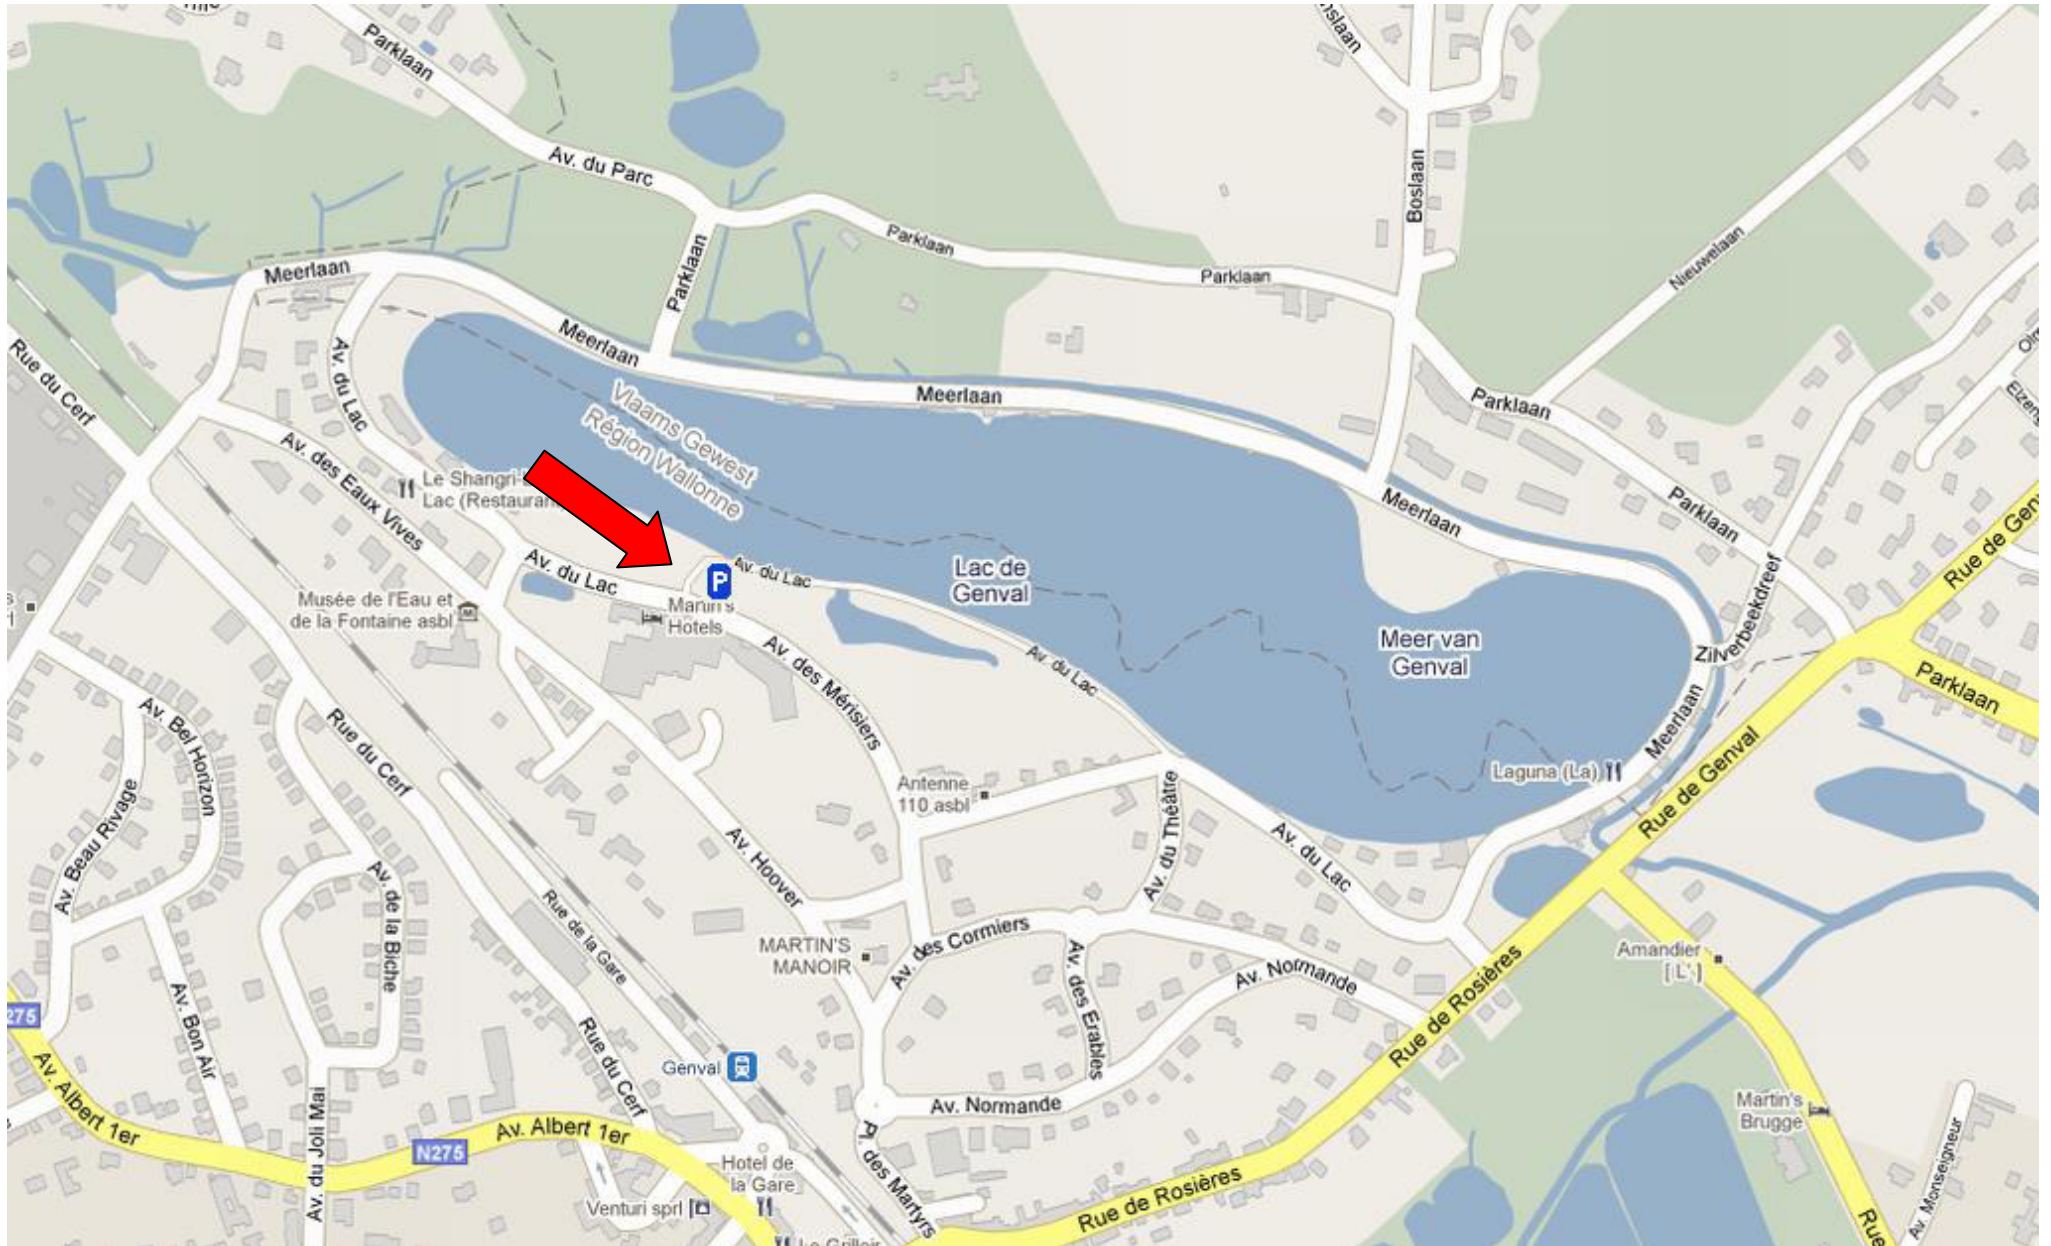 Parklaan
Av. du Parc
Parklaan
Parklaan
Parklaan
Boslaan
Nieuwelaan
Meerlaan
Meerlaan
Meerlaan
Parklaan
Parklaan
Meerlaan
Rue du Cerf
Av. du Lac
Av. des Eaux Vives
Vlaams Gewest
Région Wallonne
Le Shangri-
Lac (Restaurant
Av. du Lac
P
Av. du Lac
Martin's
Hotels
Musée de l'Eau et
de la Fontaine asbl
Lac de
Genval
Meer van
Genval
Zilverbeekdreef
Rue de Gen
Parklaan
Meerlaan
Rue de Genval
Laguna (La)
Av. du Lac
Av. des Mérisiers
Antenne
110 asbl
Av. du Théâtre
Av. du Lac
Av. Bel Horizon
Av. Beau Rivage
Rue du Cerf
Av. Hoover
Av. de la Biche
Rue de la Gare
MARTIN'S
MANOIR
Av. des Cormiers
Av. des Erables
Av. Normande
Amandier
[ L' ]
Rue de Rosières
275
Av. Albert 1er
Av. Bon Air
Av. du Joli Mai
Rue du Cerf
Genval
Av. Normande
Martin's
Brugge
N275
Av. Albert 1er
Hotel de
la Gare
Venturi sprl
Pl. des Martyrs
Rue de Rosières
Av. Monseigneur
Rue